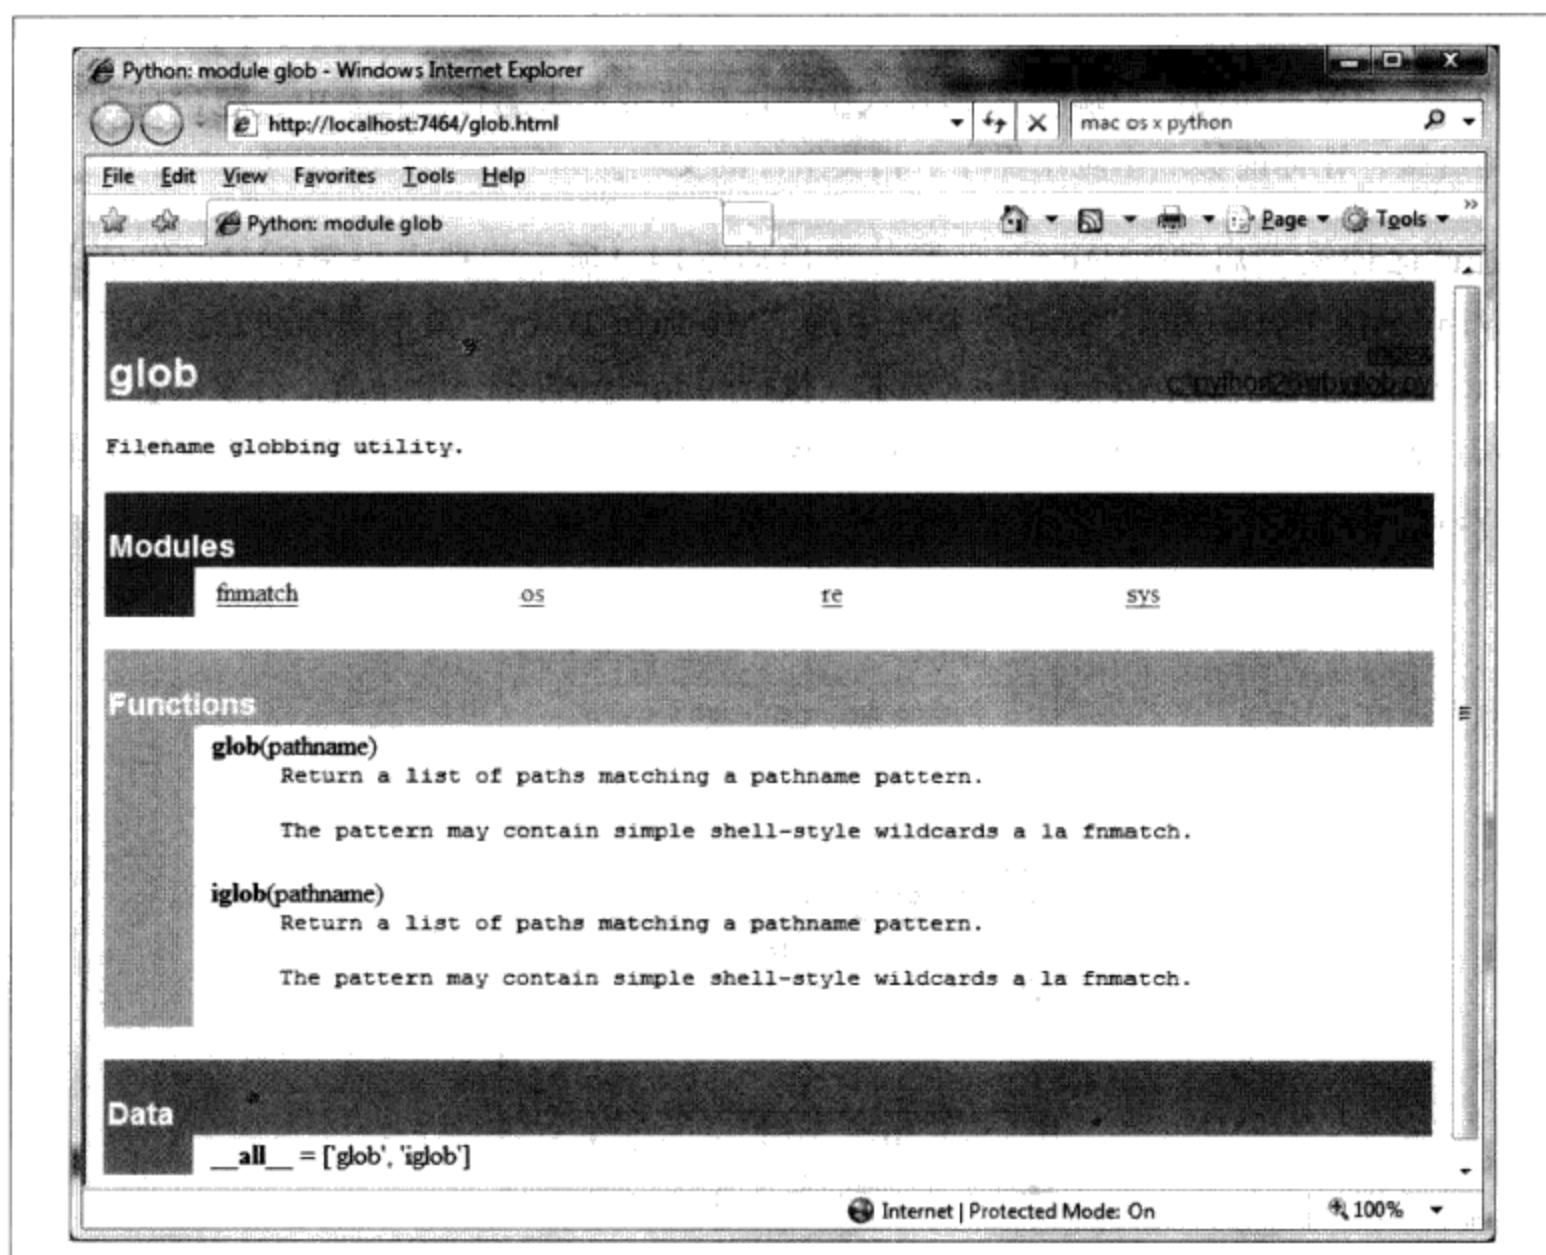 Python: module glob - Windows Internet Explorer
http://localhost:7464/glob.html
mac os x python
File Edit View Favorites Tools Help
Python: module glob
Page Tools
glob
index
Filename globbing utility.
Modules
fnmatch os re sys
Functions
glob(pathname)
Return a list of paths matching a pathname pattern.
The pattern may contain simple shell-style wildcards a la fnmatch.
iglob(pathname)
Return a list of paths matching a pathname pattern.
The pattern may contain simple shell-style wildcards a la fnmatch.
Data
__all__ = ['glob', 'iglob']
Internet | Protected Mode: On
100%